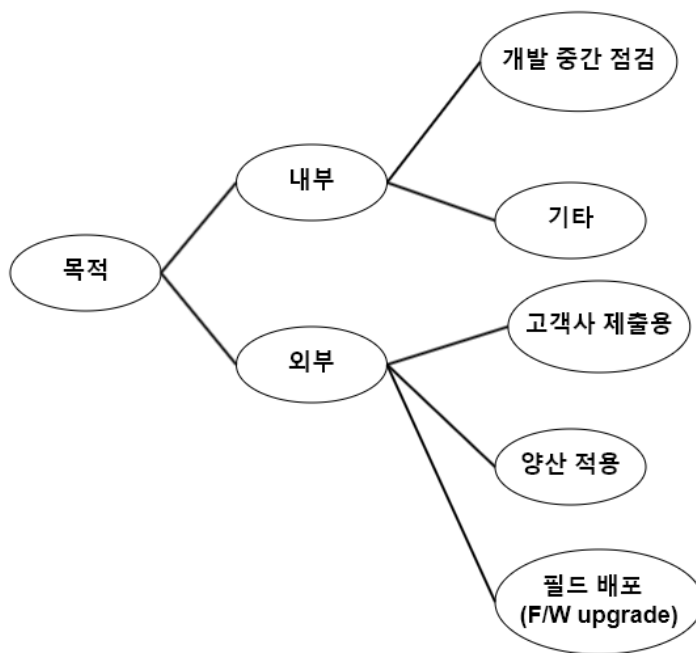 개발 중간 점검
내부
기타
목적
고객사 제출용
외부
양산 적용
필드 배포
(F/W upgrade)